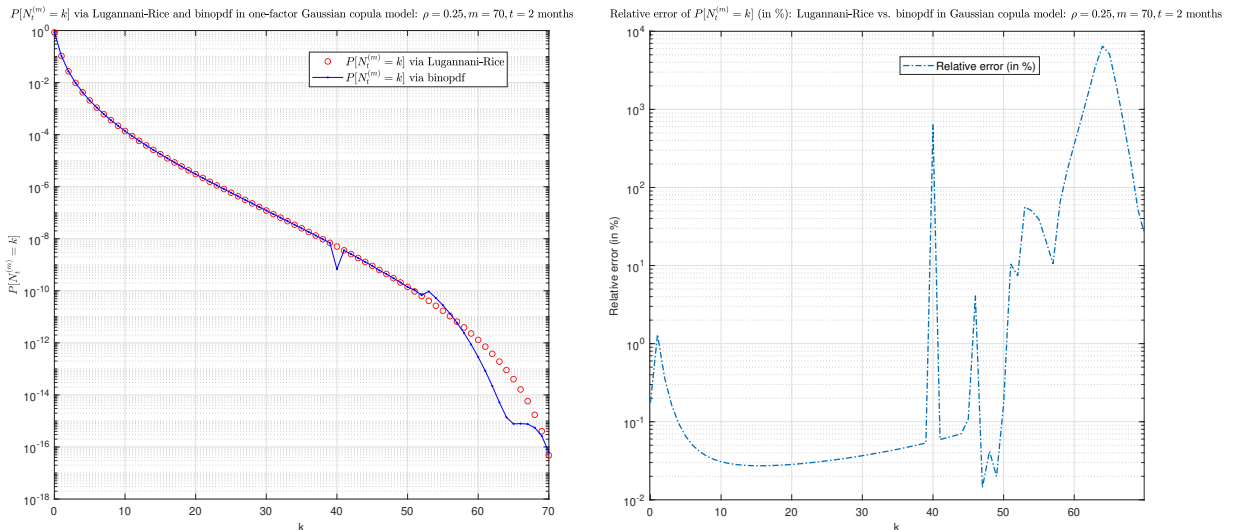 P[N_t^{(m)} = k] via Lugannani-Rice and binopdf in one-factor Gaussian copula model: ρ = 0.25, m = 70, t = 2 months
10^0
10^{-2}
10^{-4}
10^{-6}
10^{-8}
10^{-10}
10^{-12}
10^{-14}
10^{-16}
10^{-18}
P[N_t^{(m)} = k]
P[N_t^{(m)} = k] via Lugannani-Rice
P[N_t^{(m)} = k] via binopdf
0 10 20 30 40 50 60 70
k
Relative error of P[N_t^{(m)} = k] (in %): Lugannani-Rice vs. binopdf in Gaussian copula model: ρ = 0.25, m = 70, t = 2 months
10^4
10^3
10^2
10^1
10^0
10^{-1}
10^{-2}
Relative error (in %)
Relative error (in %)
0 10 20 30 40 50 60
k